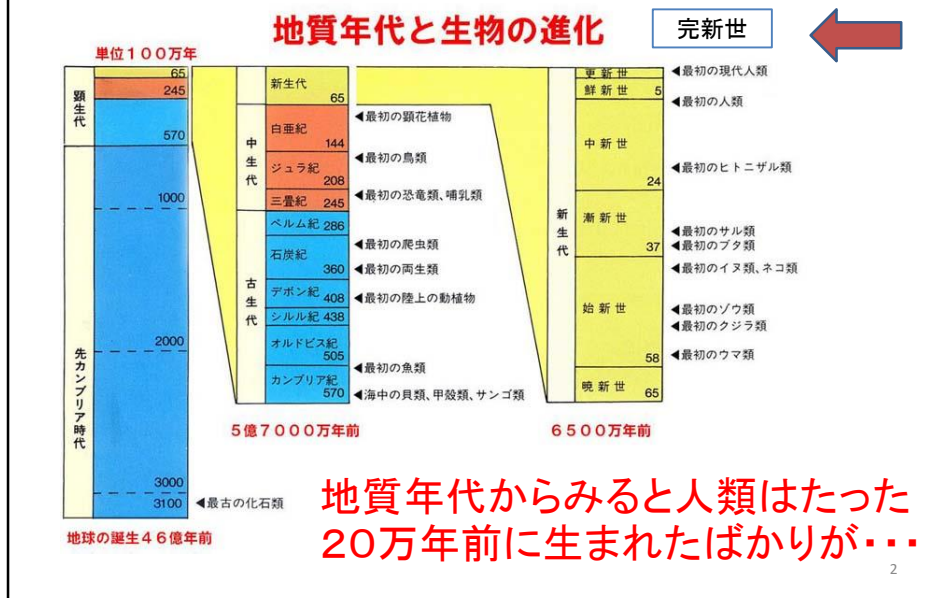 地質年代と生物の進化
完新世
単位100万年
顕生代
65
245
570
先カンブリア時代
1000
2000
3000
3100
◀最古の化石類
地球の誕生46億年前
新生代
65
中生代
白亜紀
144
ジュラ紀
208
三畳紀 245
古生代
ペルム紀 286
石炭紀
360
デボン紀 408
シルル紀 438
オルドビス紀
505
カンブリア紀
570
◀最初の顕花植物
◀最初の鳥類
◀最初の恐竜類、哺乳類
◀最初の爬虫類
◀最初の両生類
◀最初の陸上の動植物
◀最初の魚類
◀海中の貝類、甲殻類、サンゴ類
5億7000万年前
新生代
更新世
鮮新世 5
中新世
24
漸新世
37
始新世
58
暁新世 65
◀最初の現代人類
◀最初の人類
◀最初のヒトニザル類
◀最初のサル類
◀最初のブタ類
◀最初のイヌ類、ネコ類
◀最初のゾウ類
◀最初のクジラ類
◀最初のウマ類
6500万年前
地質年代からみると人類はたった
20万年前に生まれたばかりが・・・
2